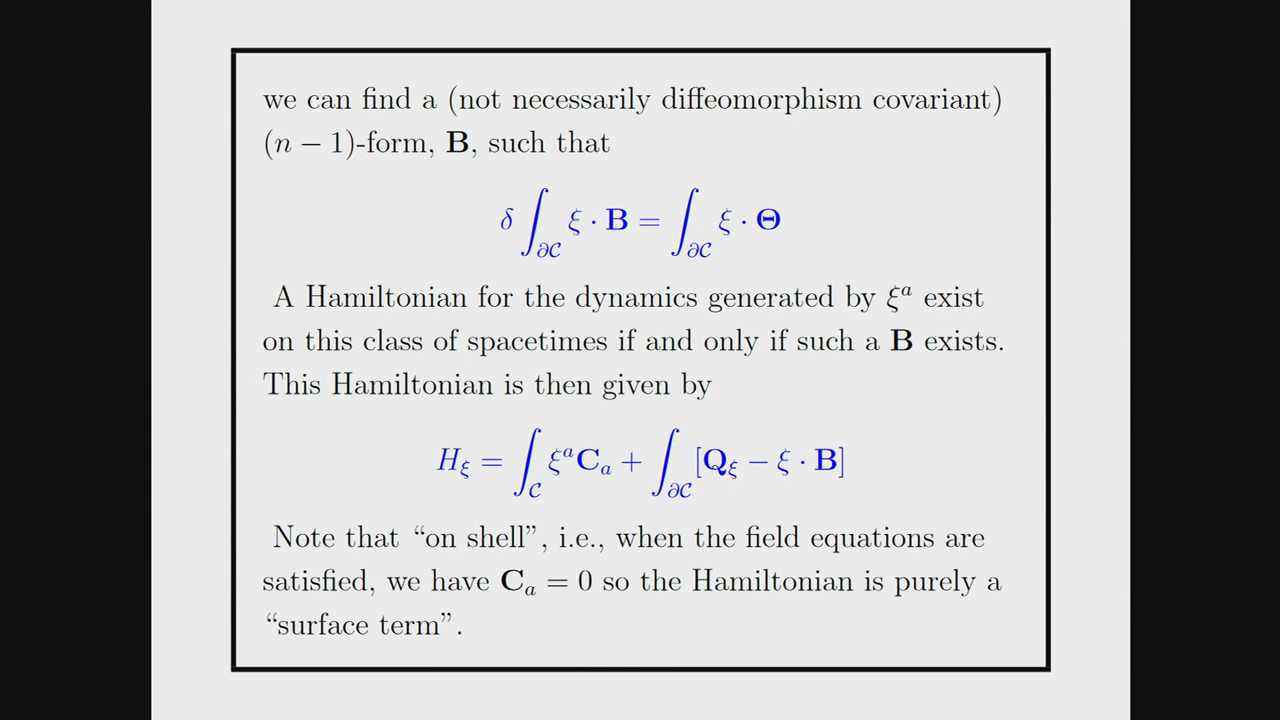 we can find a (not necessarily diffeomorphism covariant)
(n − 1)-form, B, such that
δ ∫_{∂𝒞} ξ · B = ∫_{∂𝒞} ξ · Θ
A Hamiltonian for the dynamics generated by ξ^a exist
on this class of spacetimes if and only if such a B exists.
This Hamiltonian is then given by
H_ξ = ∫_𝒞 ξ^a C_a + ∫_{∂𝒞} [Q_ξ − ξ · B]
Note that “on shell”, i.e., when the field equations are
satisfied, we have C_a = 0 so the Hamiltonian is purely a
“surface term”.